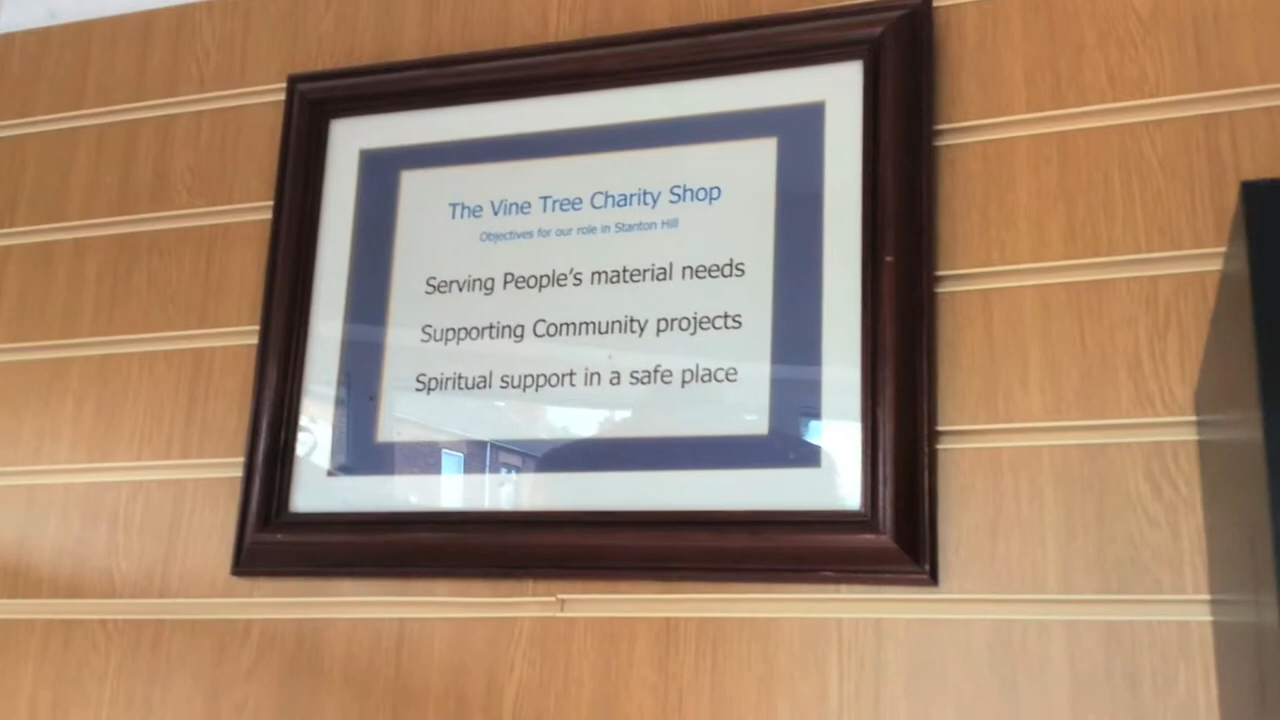 The Vine Tree Charity Shop
Objectives for our role in Stanton Hill
Serving People's material needs
Supporting Community projects
Spiritual support in a safe place